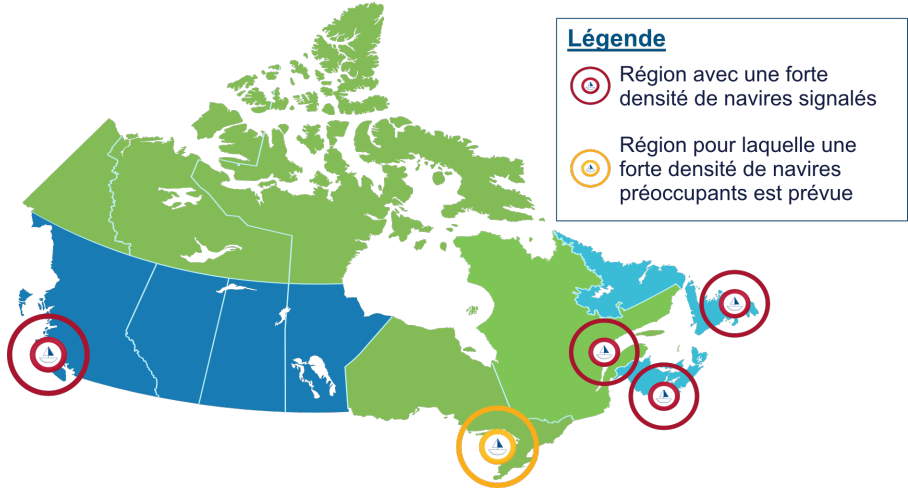 Légende
Région avec une forte
densité de navires signalés
Région pour laquelle une
forte densité de navires
préoccupants est prévue